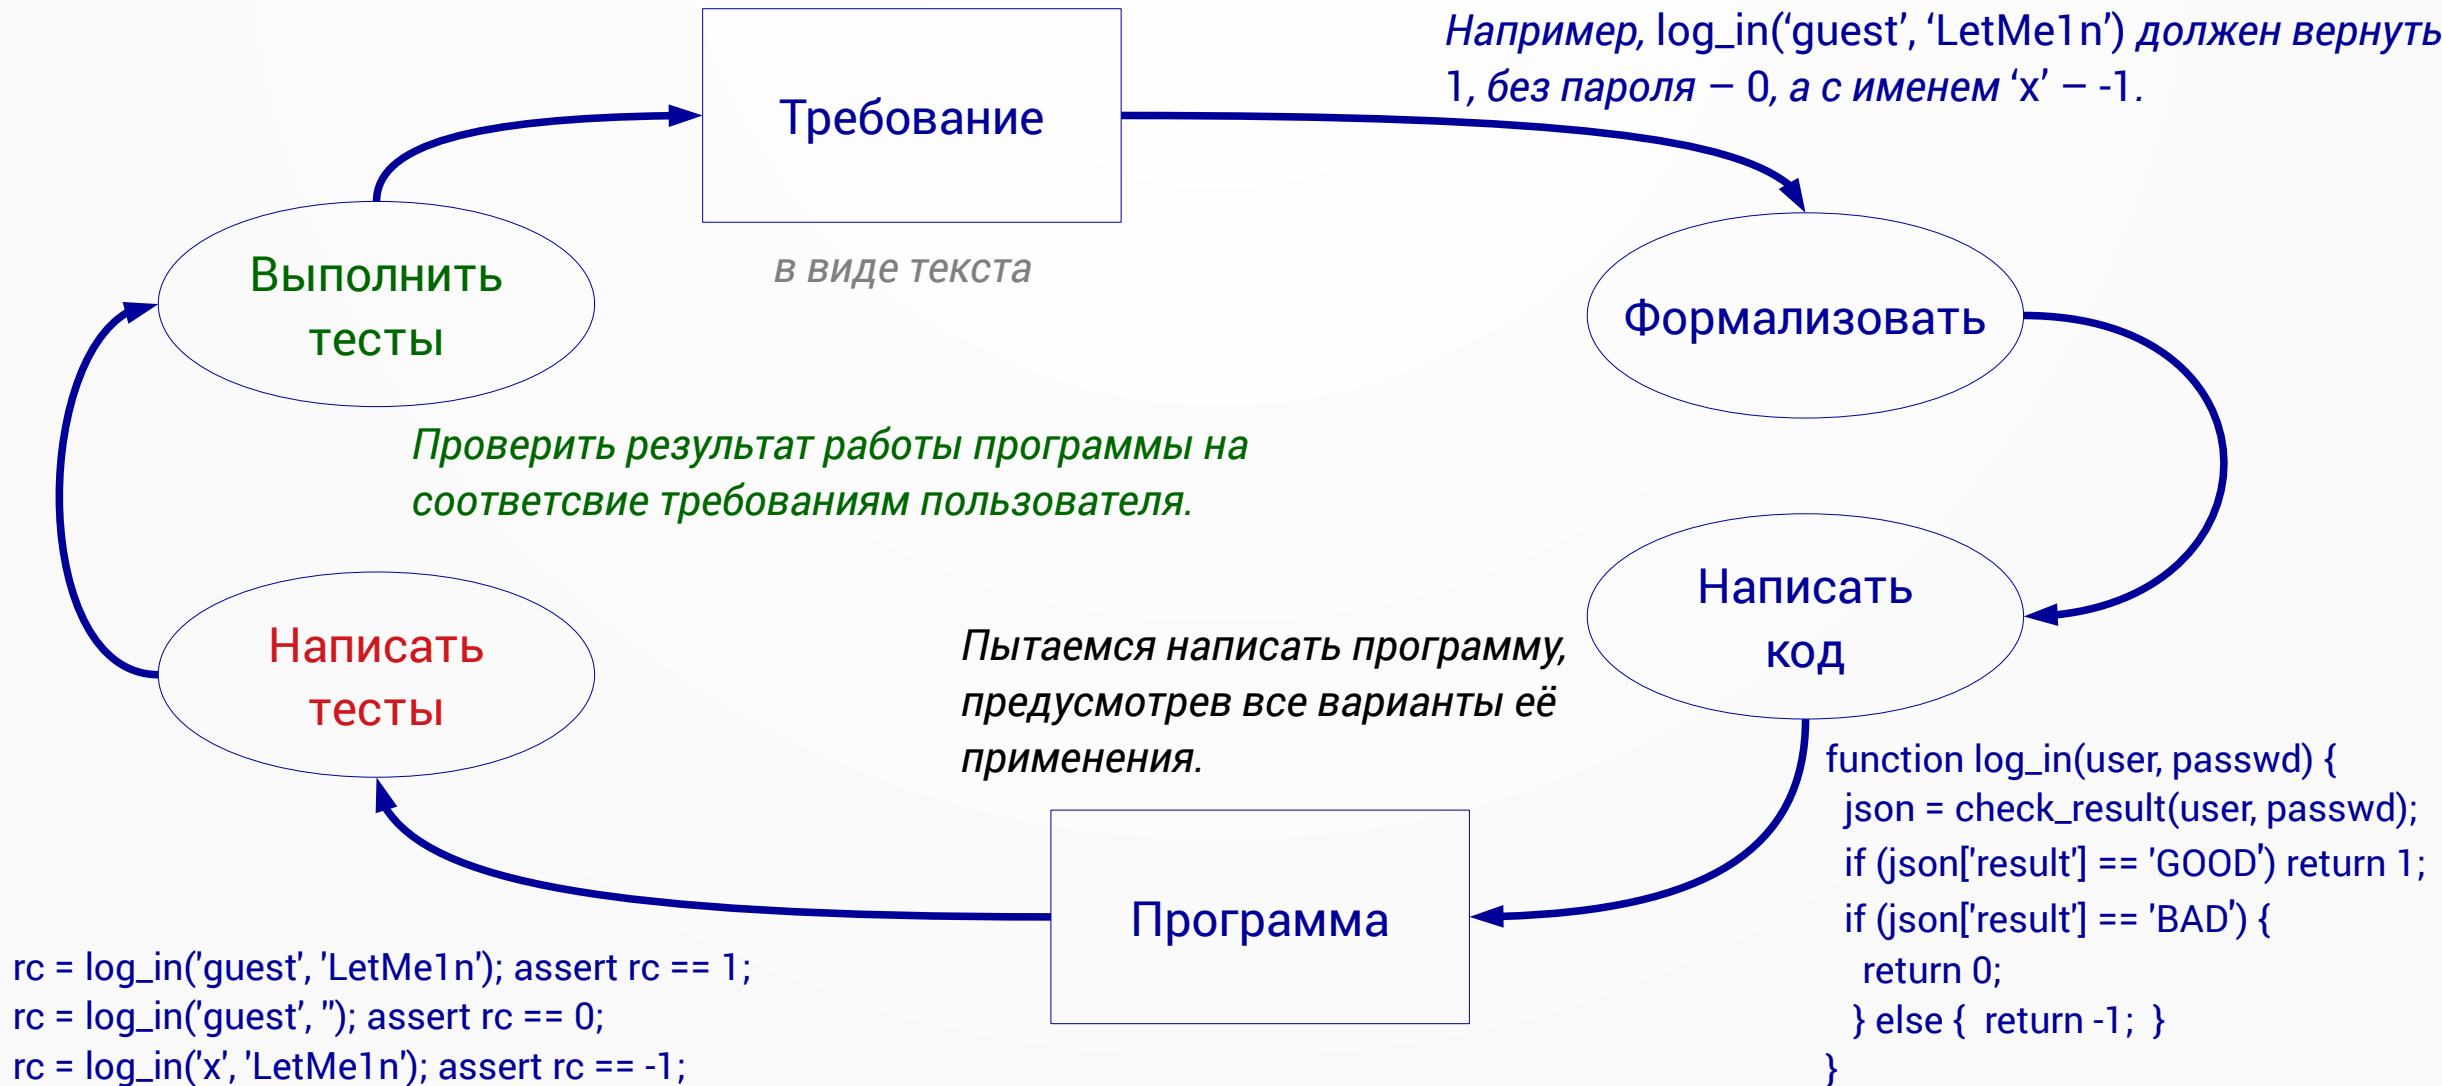 Например, log_in(‘guest’, ‘LetMe1n’) должен вернуть
1, без пароля – 0, а с именем ‘x’ – -1.
Требование
в виде текста
Выполнить
тесты
Формализовать
Проверить результат работы программы на
соответсвие требованиям пользователя.
Написать
код
Написать
тесты
Пытаемся написать программу,
предусмотрев все варианты её
применения.
function log_in(user, passwd) {
json = check_result(user, passwd);
if (json['result'] == 'GOOD') return 1;
if (json['result'] == 'BAD') {
return 0;
} else { return -1; }
}
Программа
rc = log_in('guest', 'LetMe1n'); assert rc == 1;
rc = log_in('guest', ''); assert rc == 0;
rc = log_in('x', 'LetMe1n'); assert rc == -1;